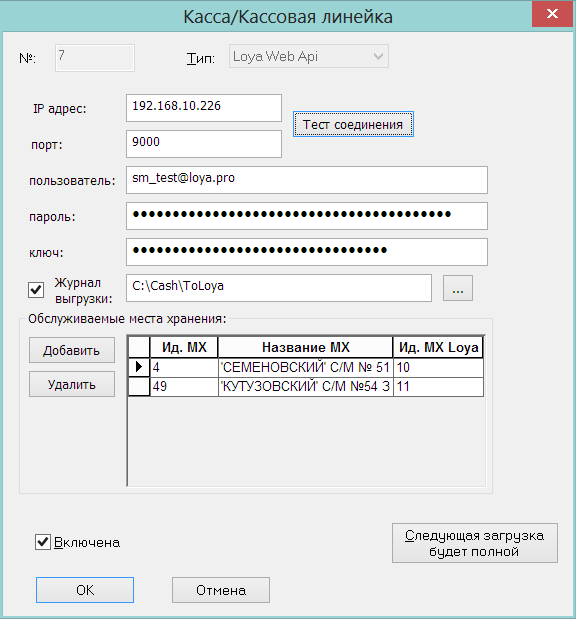 Касса/Кассовая линейка
№: 7 Тип: Loya Web Api
IP адрес: 192.168.10.226
Тест соединения
порт: 9000
пользователь: sm_test@loya.pro
пароль: ●●●●●●●●●●●●●●●●●●●●●●●●●●●●●●●●●●●●●●●●
ключ: ●●●●●●●●●●●●●●●●●●●●●●●●●●●●●●●●
Журнал
выгрузки: C:\Cash\ToLoya ...
Обслуживаемые места хранения:
Добавить
Удалить
Ид. МХ Название МХ Ид. МХ Loya
4 'СЕМЕНОВСКИЙ' С/М № 51 10
49 'КУТУЗОВСКИЙ' С/М №54 З 11
Включена
Следующая загрузка
будет полной
OK Отмена